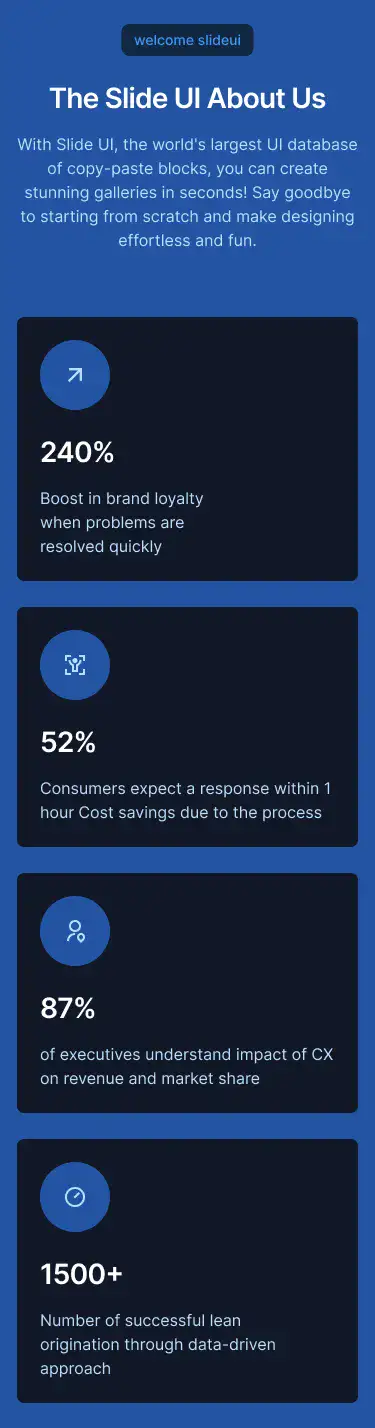 welcome slideui
The Slide UI About Us
With Slide UI, the world's largest UI database
of copy-paste blocks, you can create
stunning galleries in seconds! Say goodbye
to starting from scratch and make designing
effortless and fun.
240%
Boost in brand loyalty
when problems are
resolved quickly
52%
Consumers expect a response within 1
hour Cost savings due to the process
87%
of executives understand impact of CX
on revenue and market share
1500+
Number of successful lean
origination through data-driven
approach